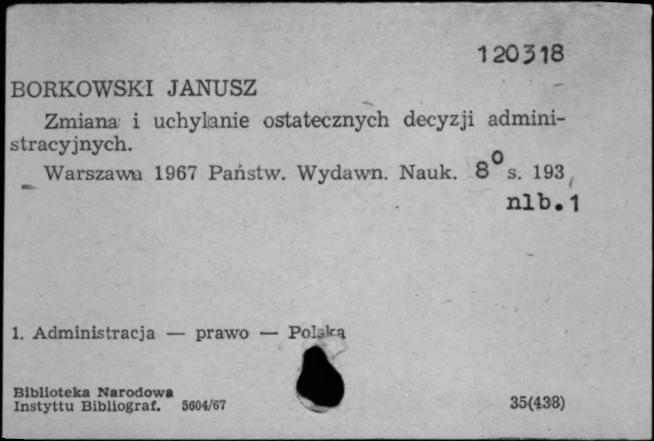 120318
BORKOWSKI JANUSZ
Zmiana i uchylanie ostatecznych decyzji admini-
stracyjnych.
Warszawa 1967 Państw. Wydawn. Nauk. 8° s. 193,
nlb.1
1. Administracja — prawo — Polska
Biblioteka Narodowa
Instyttu Bibliograf. 5604/67 35(438)